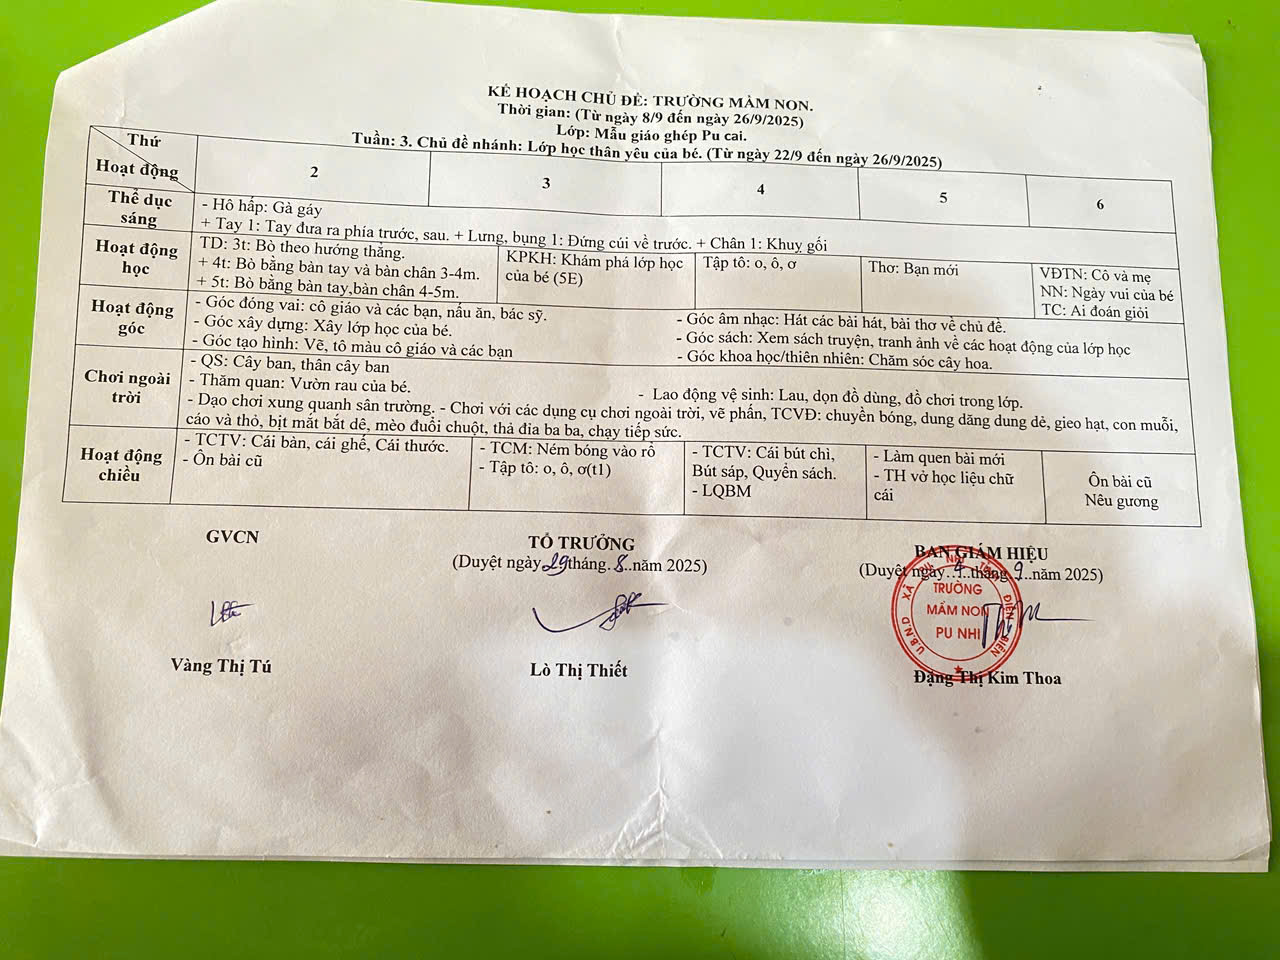 KẾ HOẠCH CHỦ ĐỀ: TRƯỜNG MẦM NON.
Thời gian: (Từ ngày 8/9 đến ngày 26/9/2025)
Lớp: Mẫu giáo ghép Pu cai.
Tuần: 3. Chủ đề nhánh: Lớp học thân yêu của bé. (Từ ngày 22/9 đến ngày 26/9/2025)
Thứ
Hoạt động
2
3
4
5
6
Thể dục
sáng
- Hô hấp: Gà gáy
+ Tay 1: Tay đưa ra phía trước, sau. + Lưng, bụng 1: Đứng cúi về trước. + Chân 1: Khuỵ gối
Hoạt động
học
TD: 3t: Bò theo hướng thẳng.
+ 4t: Bò bằng bàn tay và bàn chân 3-4m.
+ 5t: Bò bằng bàn tay,bàn chân 4-5m.
KPKH: Khám phá lớp học
của bé (5E)
Tập tô: o, ô, ơ
Thơ: Bạn mới
VĐTN: Cô và mẹ
NN: Ngày vui của bé
TC: Ai đoán giỏi
Hoạt động
góc
- Góc đóng vai: cô giáo và các bạn, nấu ăn, bác sỹ.
- Góc xây dựng: Xây lớp học của bé.
- Góc tạo hình: Vẽ, tô màu cô giáo và các bạn
- Góc âm nhạc: Hát các bài hát, bài thơ về chủ đề.
- Góc sách: Xem sách truyện, tranh ảnh về các hoạt động của lớp học
- Góc khoa học/thiên nhiên: Chăm sóc cây hoa.
Chơi ngoài
trời
- QS: Cây ban, thân cây ban
- Thăm quan: Vườn rau của bé.
- Lao động vệ sinh: Lau, dọn đồ dùng, đồ chơi trong lớp.
- Dạo chơi xung quanh sân trường. - Chơi với các dụng cụ chơi ngoài trời, vẽ phấn, TCVĐ: chuyền bóng, dung dăng dung dẻ, gieo hạt, con muỗi,
cáo và thỏ, bịt mắt bắt dê, mèo đuổi chuột, thả đỉa ba ba, chạy tiếp sức.
Hoạt động
chiều
- TCTV: Cái bàn, cái ghế, Cái thước.
- Ôn bài cũ
- TCM: Ném bóng vào rổ
- Tập tô: o, ô, ơ(t1)
- TCTV: Cái bút chì,
Bút sáp, Quyển sách.
- LQBM
- Làm quen bài mới
- TH vở học liệu chữ
cái
Ôn bài cũ
Nêu gương
GVCN
Vàng Thị Tú
TỔ TRƯỞNG
(Duyệt ngày 29 tháng. 8..năm 2025)
Lò Thị Thiết
BAN GIÁM HIỆU
(Duyệt ngày..4..tháng..9..năm 2025)
TRƯỜNG
MẦM NON
PU NHI
Đặng Thị Kim Thoa